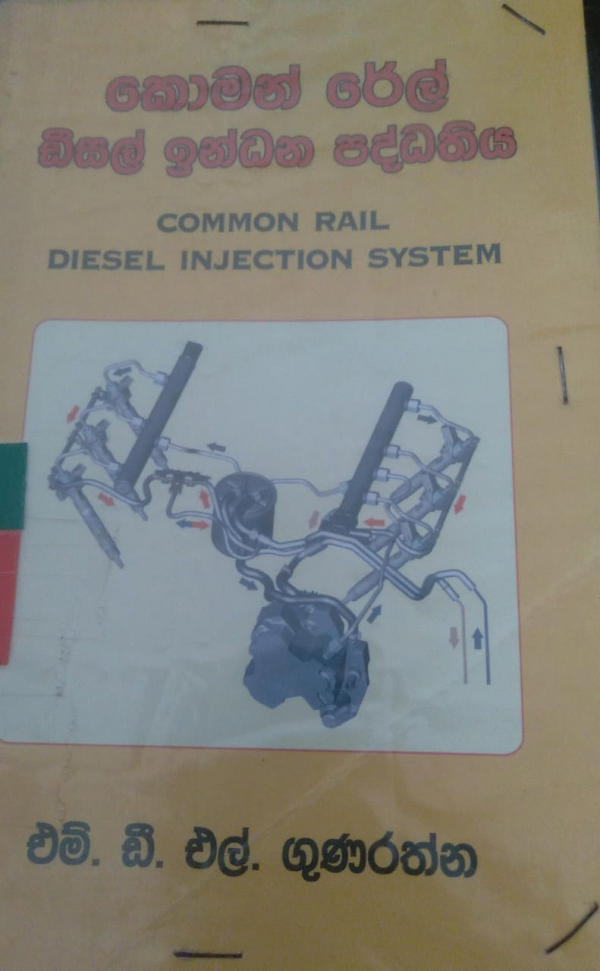 කොමන් රේල්
ඩීසල් ඉන්ධන පද්ධතිය
COMMON RAIL
DIESEL INJECTION SYSTEM
එම්. ඩී. එල්. ගුණරත්න